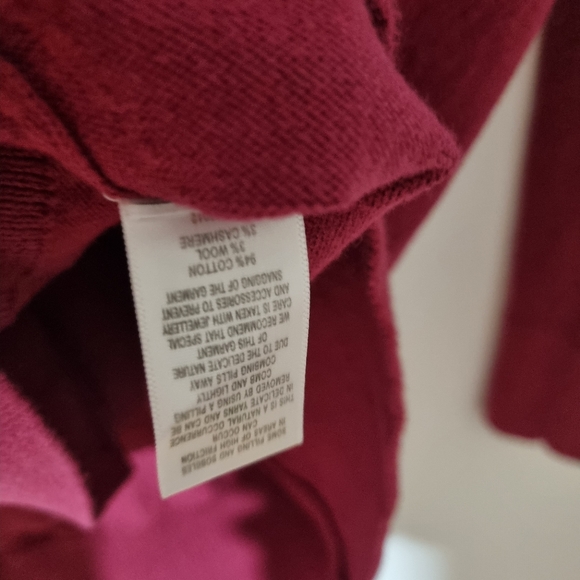 SOME PILLING AND BOBBLES
IN AREAS OF HIGH FRICTION
CAN OCCUR
THIS IS A NATURAL OCCURRENCE
IN DELICATE YARNS AND CAN BE
REMOVED BY USING A PILLING
COMB AND LIGHTLY
COMBING PILLS AWAY
DUE TO THE DELICATE NATURE
OF THIS GARMENT
WE RECOMMEND THAT SPECIAL
CARE IS TAKEN WITH JEWELLERY
AND ACCESSORIES TO PREVENT
SNAGGING OF THE GARMENT
94% COTTON
3% WOOL
3% CASHMERE